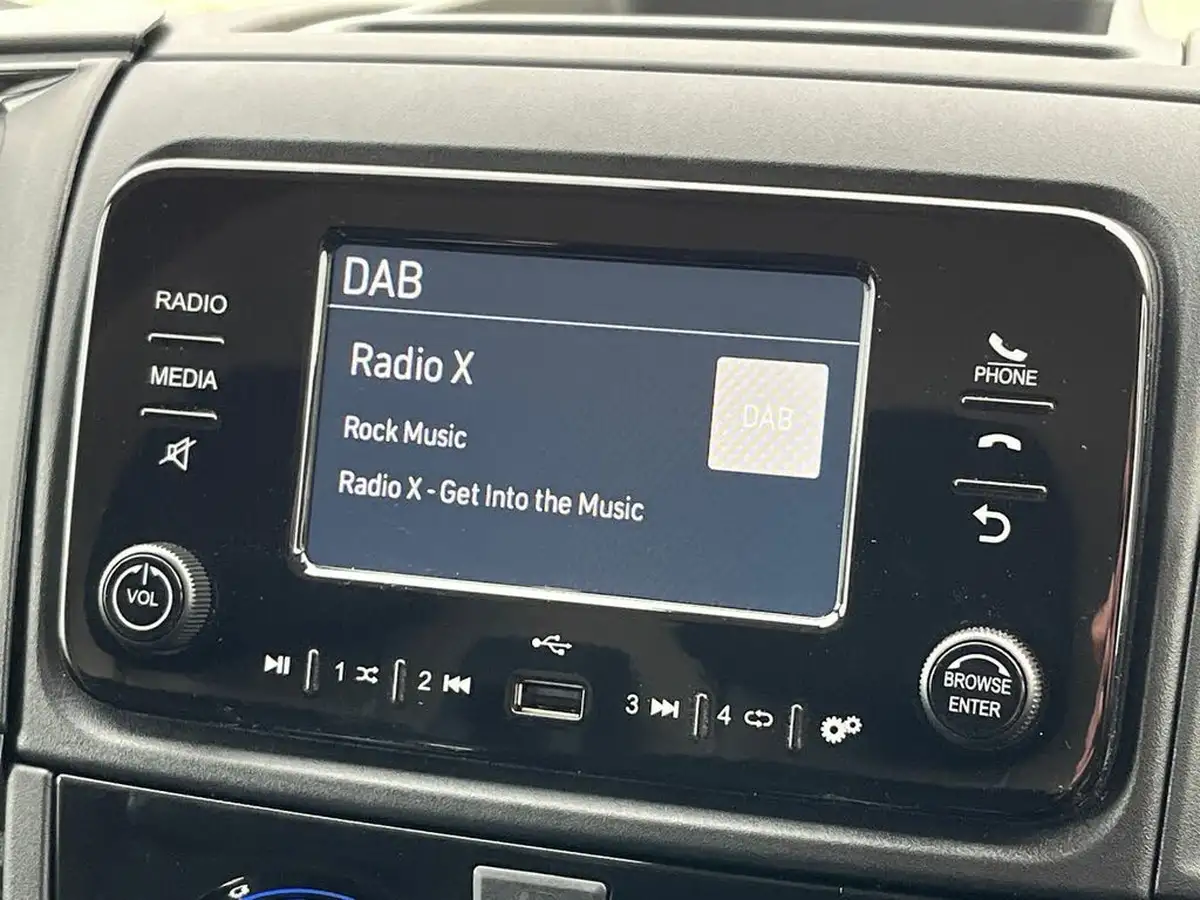 DAB
Radio X
Rock Music
Radio X - Get Into the Music
DAB
RADIO
MEDIA
VOL
PHONE
BROWSE
ENTER
1
2
3
4